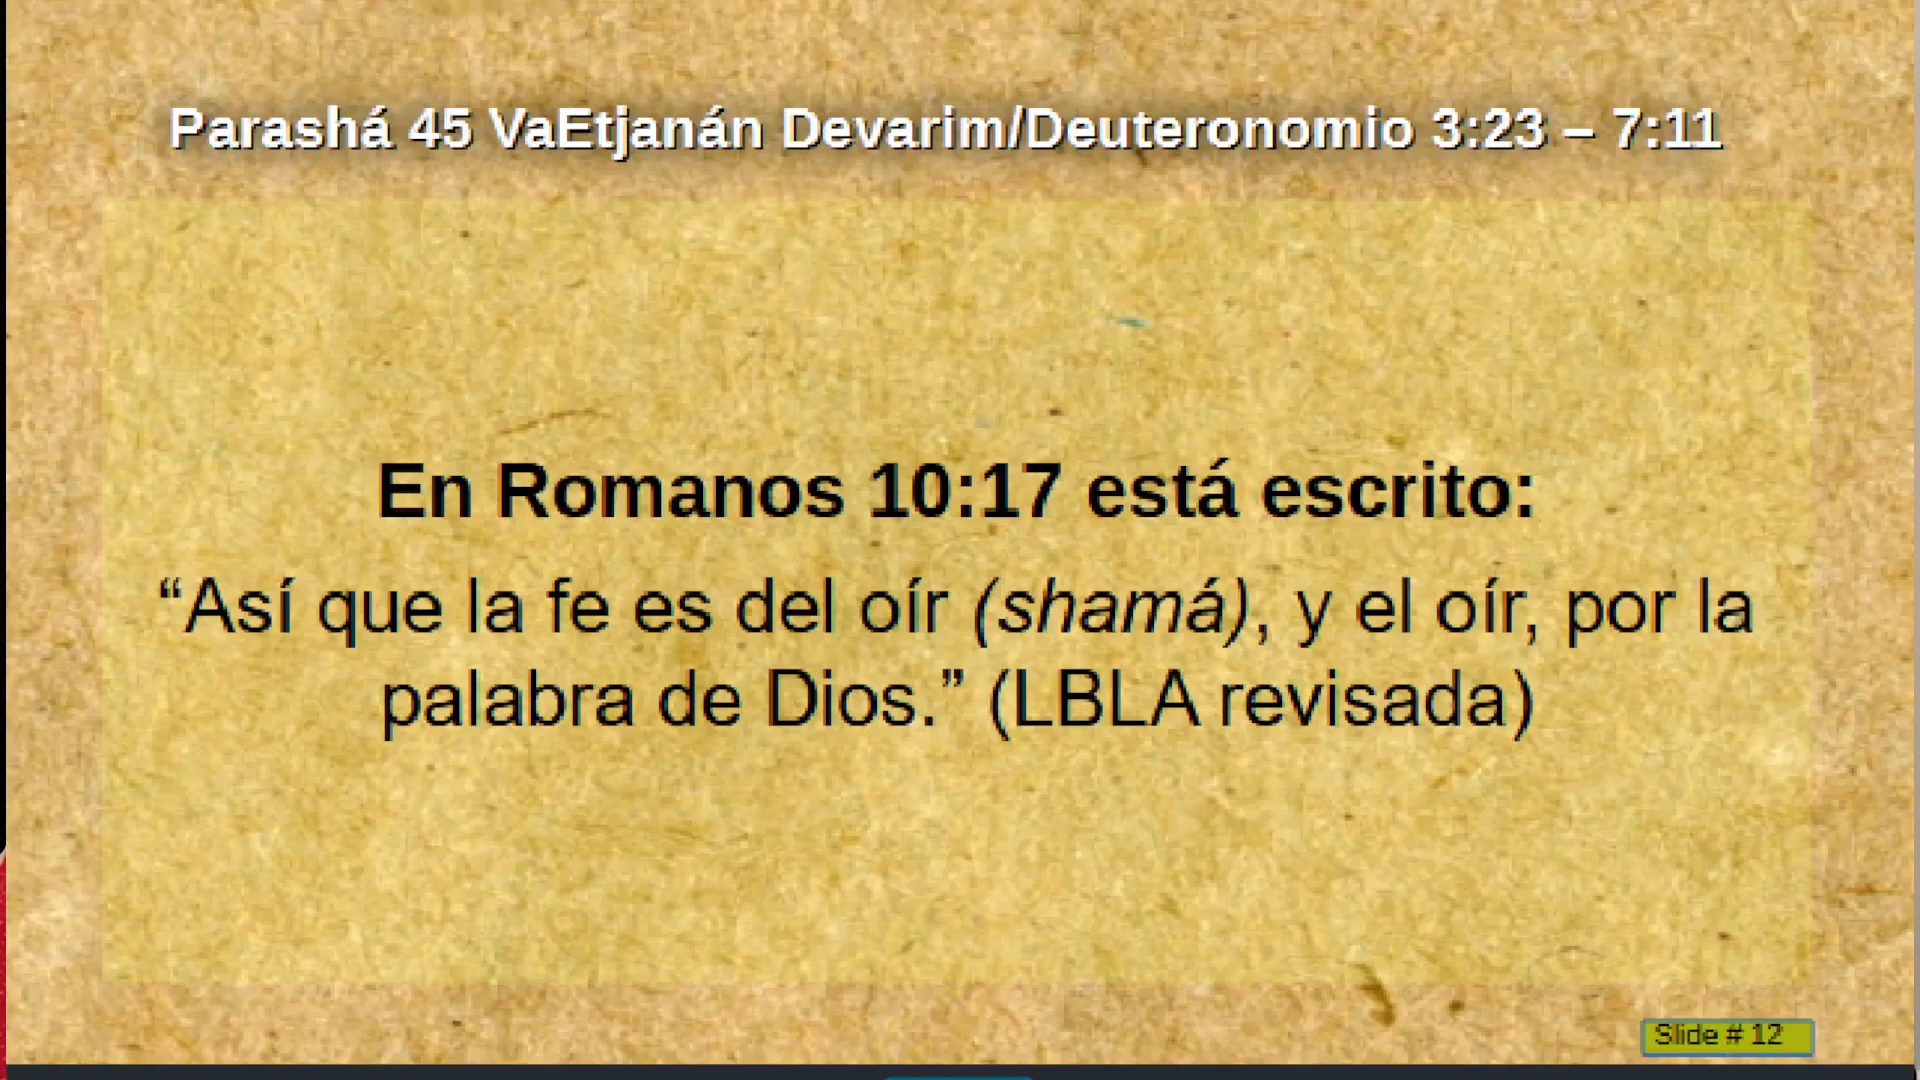 Parashá 45 VaEtjanán Devarim/Deuteronomio 3:23 – 7:11
En Romanos 10:17 está escrito:
“Así que la fe es del oír (shamá), y el oír, por la
palabra de Dios.” (LBLA revisada)
Slide # 12